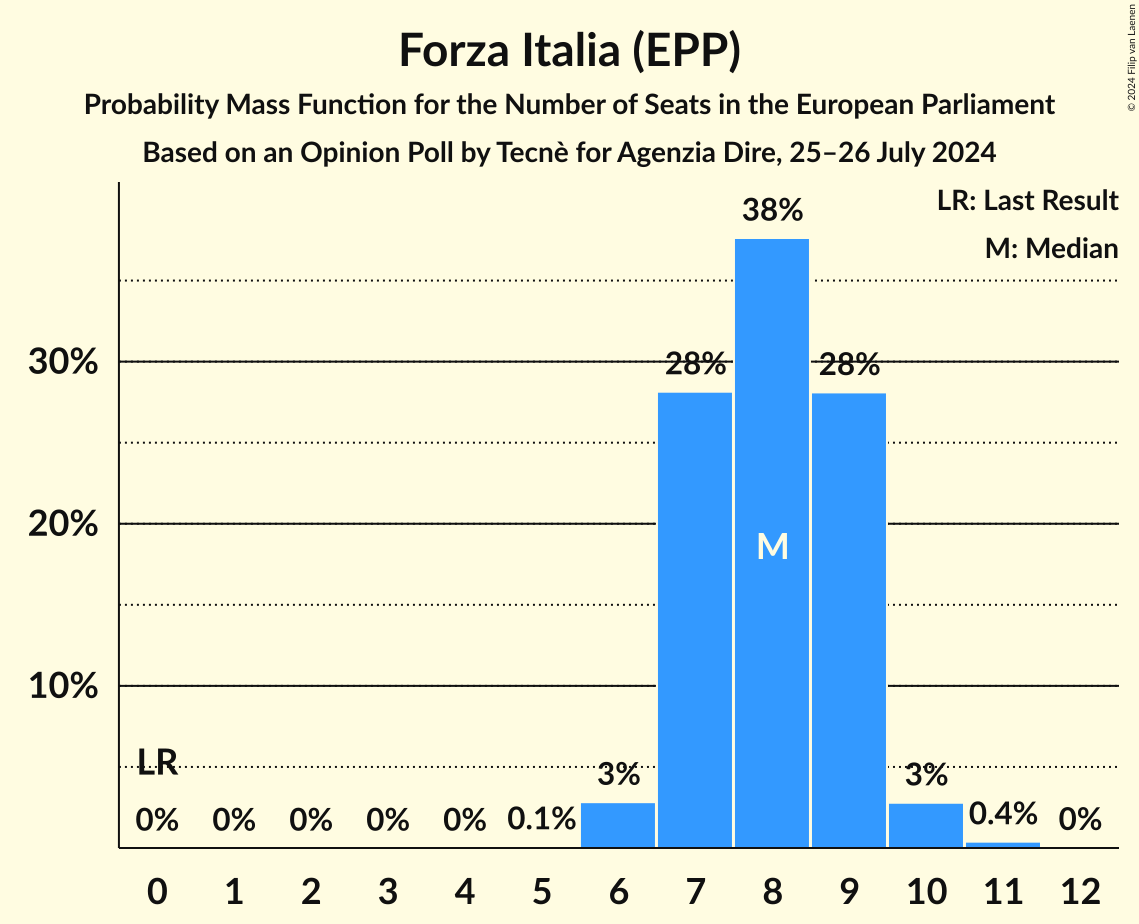 Forza Italia (EPP)
Probability Mass Function for the Number of Seats in the European Parliament
Based on an Opinion Poll by Tecnè for Agenzia Dire, 25–26 July 2024
© 2024 Filip van Laenen
LR: Last Result
M: Median
38%
30%
28%
28%
20%
M
10%
LR
3%
3%
0%
0%
0%
0%
0%
0.1%
0.4%
0%
0 1 2 3 4 5 6 7 8 9 10 11 12